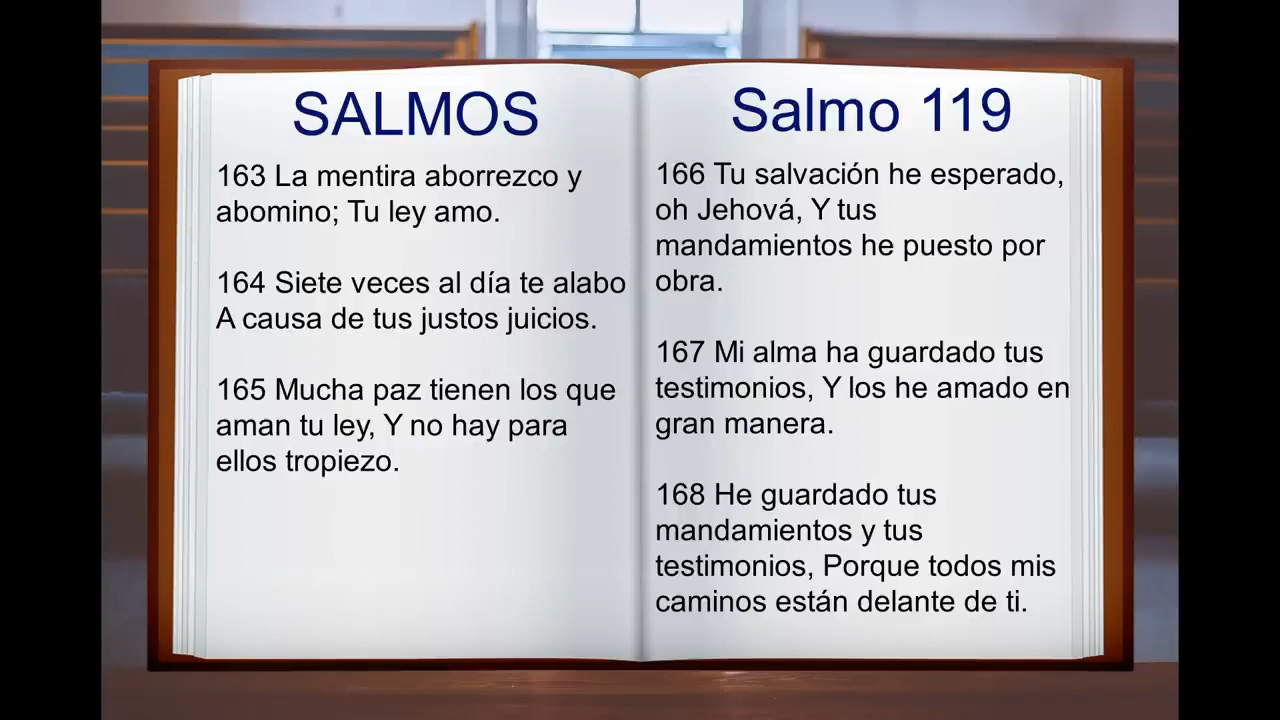 SALMOS
163 La mentira aborrezco y
abomino; Tu ley amo.
164 Siete veces al día te alabo
A causa de tus justos juicios.
165 Mucha paz tienen los que
aman tu ley, Y no hay para
ellos tropiezo.
Salmo 119
166 Tu salvación he esperado,
oh Jehová, Y tus
mandamientos he puesto por
obra.
167 Mi alma ha guardado tus
testimonios, Y los he amado en
gran manera.
168 He guardado tus
mandamientos y tus
testimonios, Porque todos mis
caminos están delante de ti.